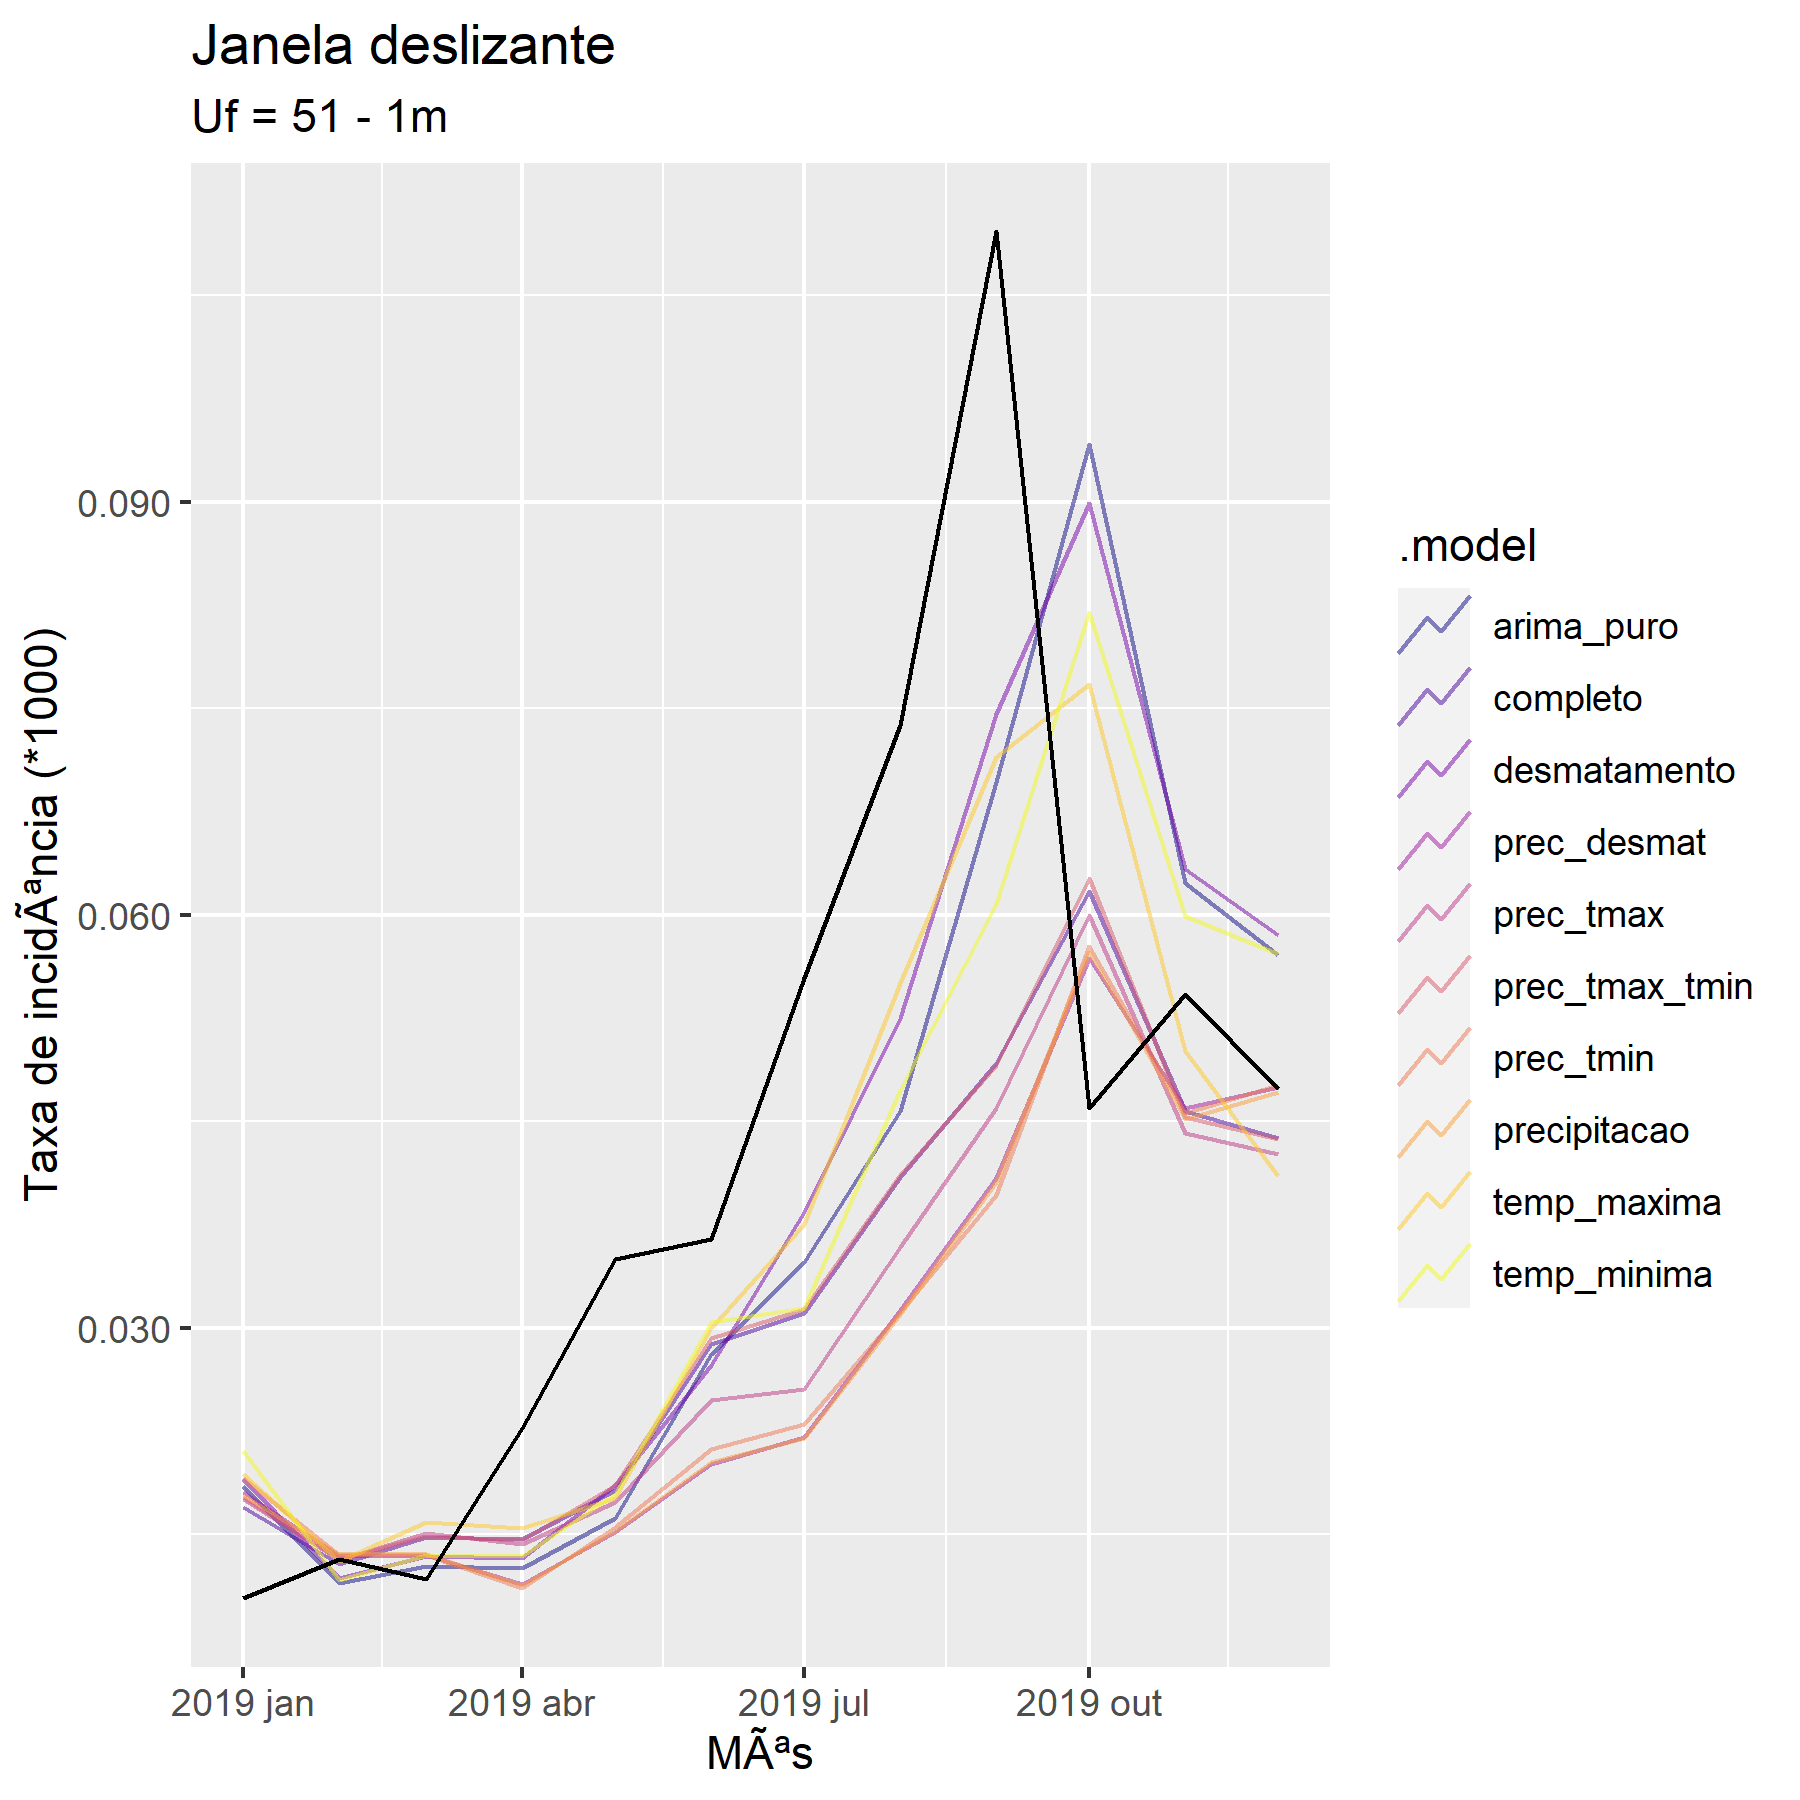 Janela deslizante
Uf = 51 - 1m
Taxa de incidÃªncia (*1000)
0.090
0.060
0.030
2019 jan
2019 abr
2019 jul
2019 out
MÃªs
.model
arima_puro
completo
desmatamento
prec_desmat
prec_tmax
prec_tmax_tmin
prec_tmin
precipitacao
temp_maxima
temp_minima